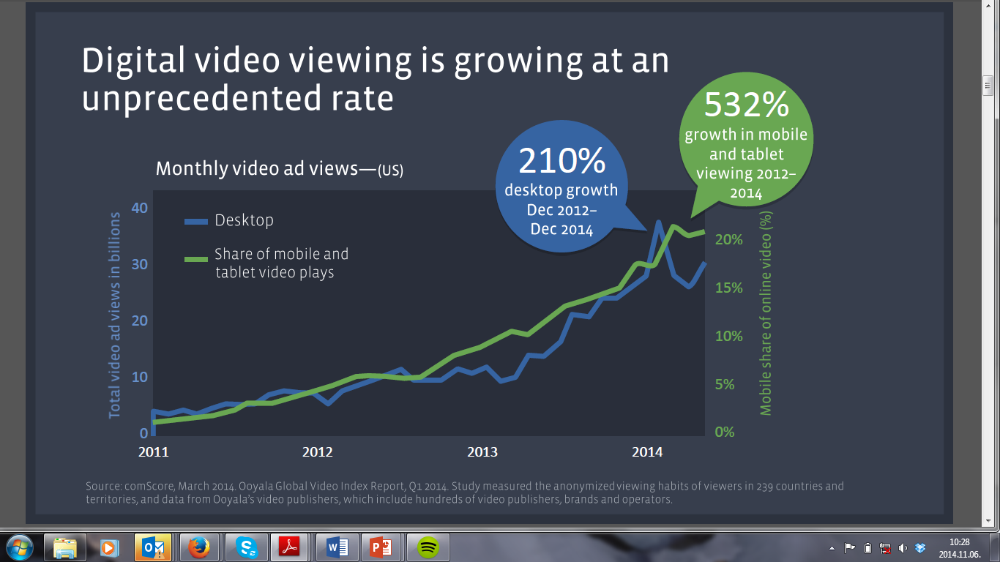 Digital video viewing is growing at an
unprecedented rate
532%
growth in mobile
and tablet
viewing 2012–
2014
210%
desktop growth
Dec 2012–
Dec 2014
Monthly video ad views—(US)
Total video ad views in billions
40
30
20
10
0
Desktop
Share of mobile and
tablet video plays
20%
15%
10%
5%
0%
Mobile share of online video (%)
2011
2012
2013
2014
Source: comScore, March 2014. Ooyala Global Video Index Report, Q1 2014. Study measured the anonymized viewing habits of viewers in 239 countries and
territories, and data from Ooyala's video publishers, which include hundreds of video publishers, brands and operators.
10:28
2014.11.06.